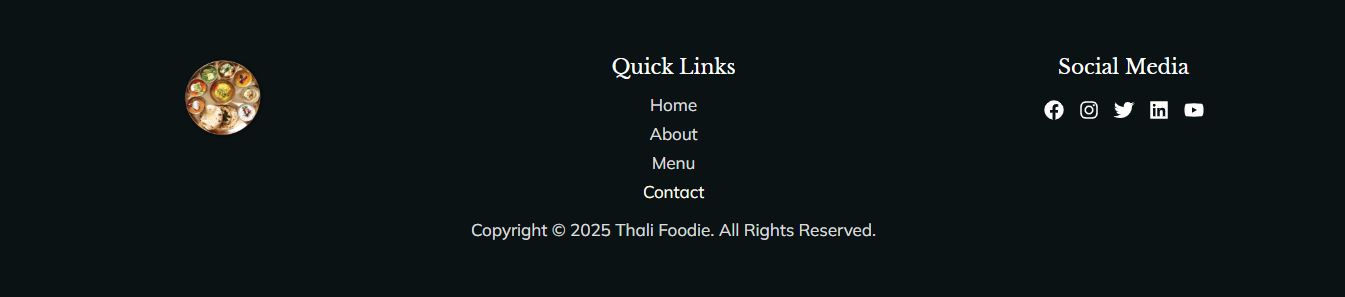 Quick Links
Home
About
Menu
Contact
Social Media
Copyright © 2025 Thali Foodie. All Rights Reserved.